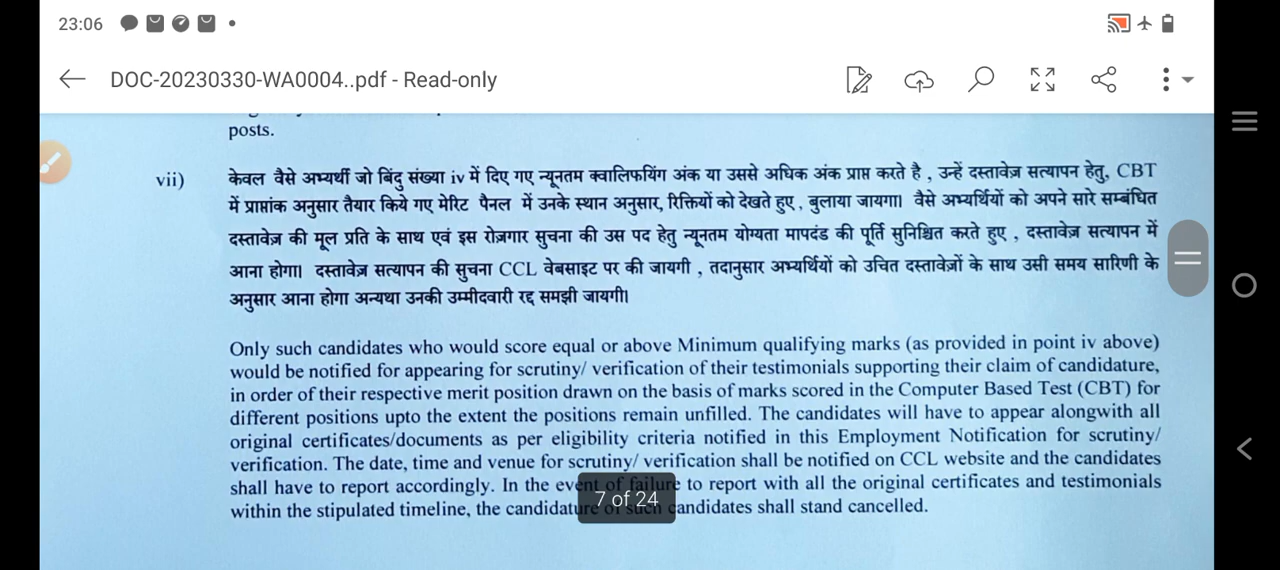 23:06
DOC-20230330-WA0004..pdf - Read-only
posts.
vii) केवल वैसे अभ्यर्थी जो बिंदु संख्या iv में दिए गए न्यूनतम क्वालिफयिंग अंक या उससे अधिक अंक प्राप्त करते है , उन्हें दस्तावेज़ सत्यापन हेतु, CBT
में प्राप्तांक अनुसार तैयार किये गए मेरिट पैनल में उनके स्थान अनुसार, रिक्तियों को देखते हुए , बुलाया जायगा। वैसे अभ्यर्थियों को अपने सारे सम्बंधित
दस्तावेज़ की मूल प्रति के साथ एवं इस रोज़गार सुचना की उस पद हेतु न्यूनतम योग्यता मापदंड की पूर्ति सुनिश्चित करते हुए , दस्तावेज़ सत्यापन में
आना होगा। दस्तावेज़ सत्यापन की सुचना CCL वेबसाइट पर की जायगी , तदानुसार अभ्यर्थियों को उचित दस्तावेज़ों के साथ उसी समय सारिणी के
अनुसार आना होगा अन्यथा उनकी उम्मीदवारी रद्द समझी जायगी।
Only such candidates who would score equal or above Minimum qualifying marks (as provided in point iv above)
would be notified for appearing for scrutiny/ verification of their testimonials supporting their claim of candidature,
in order of their respective merit position drawn on the basis of marks scored in the Computer Based Test (CBT) for
different positions upto the extent the positions remain unfilled. The candidates will have to appear alongwith all
original certificates/documents as per eligibility criteria notified in this Employment Notification for scrutiny/
verification. The date, time and venue for scrutiny/ verification shall be notified on CCL website and the candidates
shall have to report accordingly. In the event of failure to report with all the original certificates and testimonials
within the stipulated timeline, the candidature of such candidates shall stand cancelled.
7 of 24